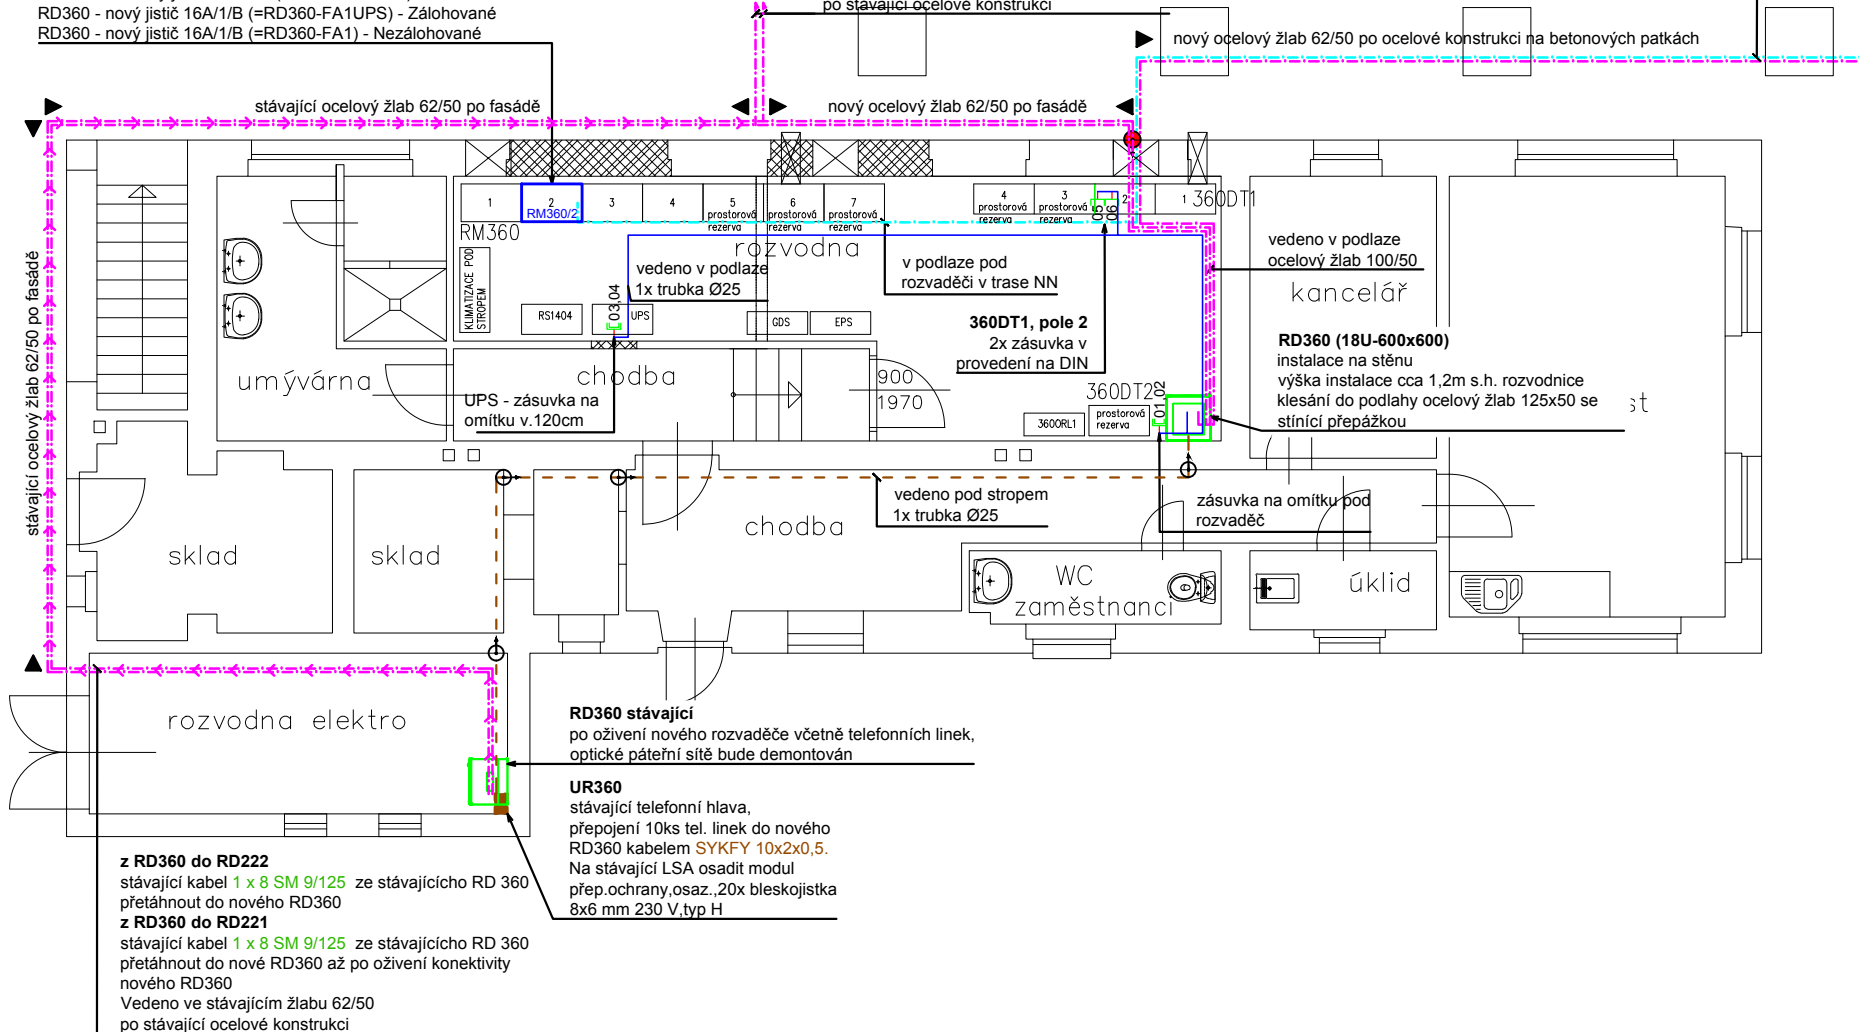 RD360 - nový jistič 16A/1/B (=RD360-FA1UPS) - Zálohované
RD360 - nový jistič 16A/1/B (=RD360-FA1) - Nezálohované
po stávající ocelové konstrukci
nový ocelový žlab 62/50 po ocelové konstrukci na betonových patkách
stávající ocelový žlab 62/50 po fasádě
nový ocelový žlab 62/50 po fasádě
stávající ocelový žlab 62/50 po fasádě
1
2
RM360/2
3
4
5
prostorová
rezerva
6
prostorová
rezerva
7
prostorová
rezerva
4
prostorová
rezerva
3
prostorová
rezerva
05
06
2
1
360DT1
RM360
rozvodna
KLIMATIZACE POD
STROPEM
vedeno v podlaze
1x trubka Ø25
v podlaze pod
rozvaděči v trase NN
vedeno v podlaze
ocelový žlab 100/50
kancelář
RS1404
03,04
UPS
GDS
EPS
360DT1, pole 2
2x zásuvka v
provedení na DIN
RD360 (18U-600x600)
instalace na stěnu
výška instalace cca 1,2m s.h. rozvodnice
klesání do podlahy ocelový žlab 125x50 se
stínící přepážkou
st
umývárna
chodba
900
1970
UPS - zásuvka na
omítku v.120cm
360DT2
01,02
360ORL1
prostorová
rezerva
vedeno pod stropem
1x trubka Ø25
zásuvka na omítku pod
rozvaděč
sklad
sklad
chodba
WC
zaměstnanci
úklid
rozvodna elektro
RD360 stávající
po oživení nového rozvaděče včetně telefonních linek,
optické páteřní sítě bude demontován
UR360
stávající telefonní hlava,
přepojení 10ks tel. linek do nového
RD360 kabelem SYKFY 10x2x0,5.
Na stávající LSA osadit modul
přep.ochrany,osaz.,20x bleskojistka
8x6 mm 230 V,typ H
z RD360 do RD222
stávající kabel 1 x 8 SM 9/125 ze stávajícího RD 360
přetáhnout do nového RD360
z RD360 do RD221
stávající kabel 1 x 8 SM 9/125 ze stávajícího RD 360
přetáhnout do nové RD360 až po oživení konektivity
nového RD360
Vedeno ve stávajícím žlabu 62/50
po stávající ocelové konstrukci